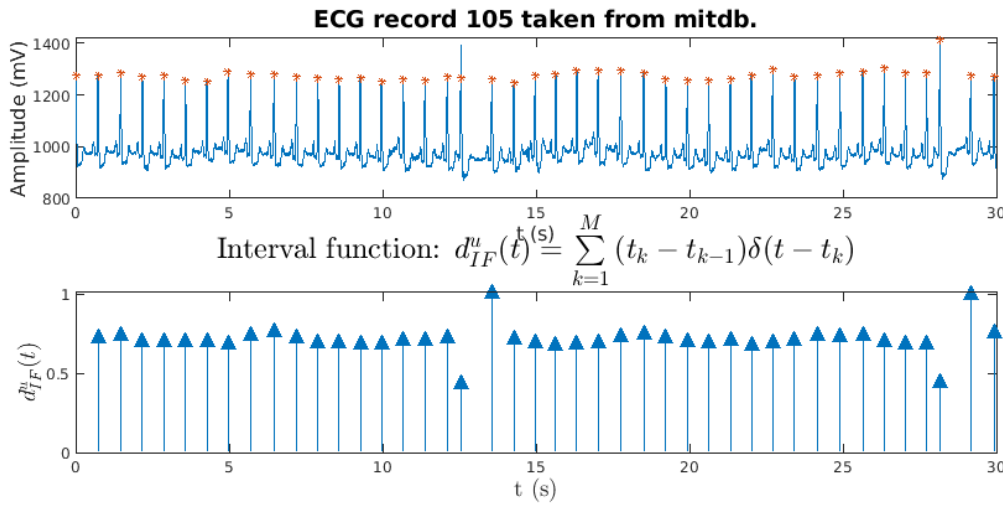 ECG record 105 taken from mitdb.
Amplitude (mV)
1400
1200
1000
800
0 5 10 15 20 25 30
t (s)
Interval function: $d_{IF}^{u}(t) = \sum_{k=1}^{M} (t_k - t_{k-1})\delta(t - t_k)$
$d_{IF}^{u}(t)$
1
0.5
0
0 5 10 15 20 25 30
t (s)